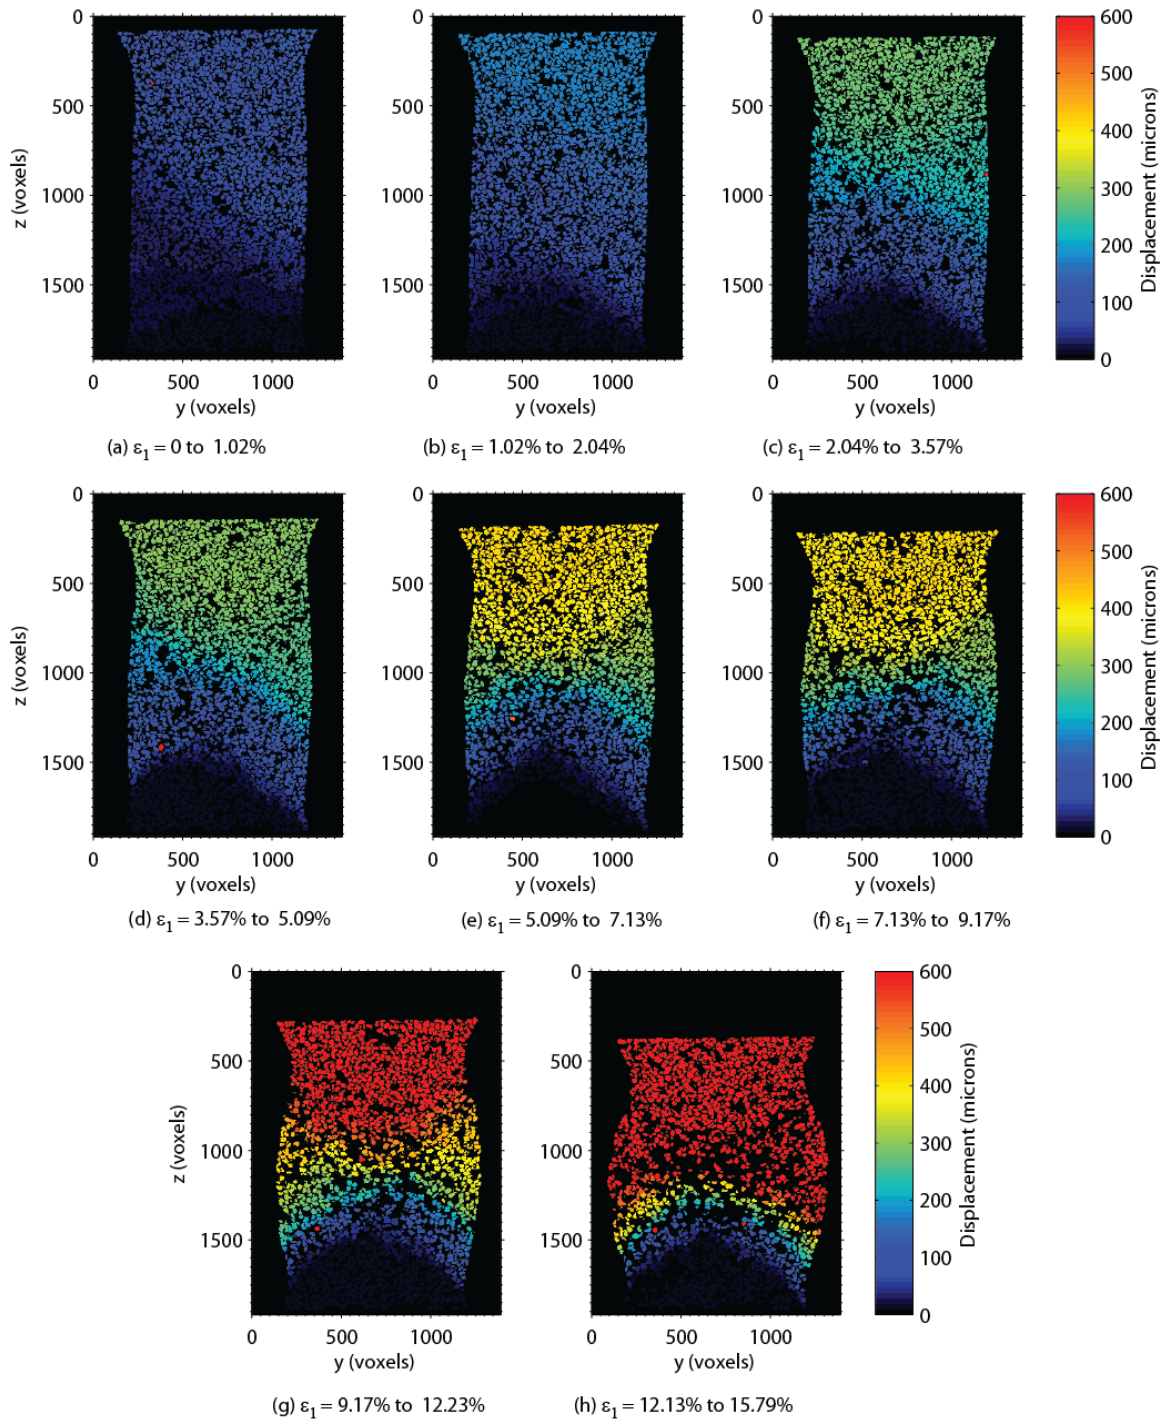 0
500
1000
1500
z (voxels)
0 500 1000
y (voxels)
(a) ε1 = 0 to 1.02%
0
500
1000
1500
0 500 1000
y (voxels)
(b) ε1 = 1.02% to 2.04%
0
500
1000
1500
0 500 1000
y (voxels)
(c) ε1 = 2.04% to 3.57%
600
500
400
300
200
100
0
Displacement (microns)
0
500
1000
1500
z (voxels)
0 500 1000
y (voxels)
(d) ε1 = 3.57% to 5.09%
0
500
1000
1500
0 500 1000
y (voxels)
(e) ε1 = 5.09% to 7.13%
0
500
1000
1500
0 500 1000
y (voxels)
(f) ε1 = 7.13% to 9.17%
600
500
400
300
200
100
0
Displacement (microns)
0
500
1000
1500
z (voxels)
0 500 1000
y (voxels)
(g) ε1 = 9.17% to 12.23%
0
500
1000
1500
0 500 1000
y (voxels)
(h) ε1 = 12.13% to 15.79%
600
500
400
300
200
100
0
Displacement (microns)